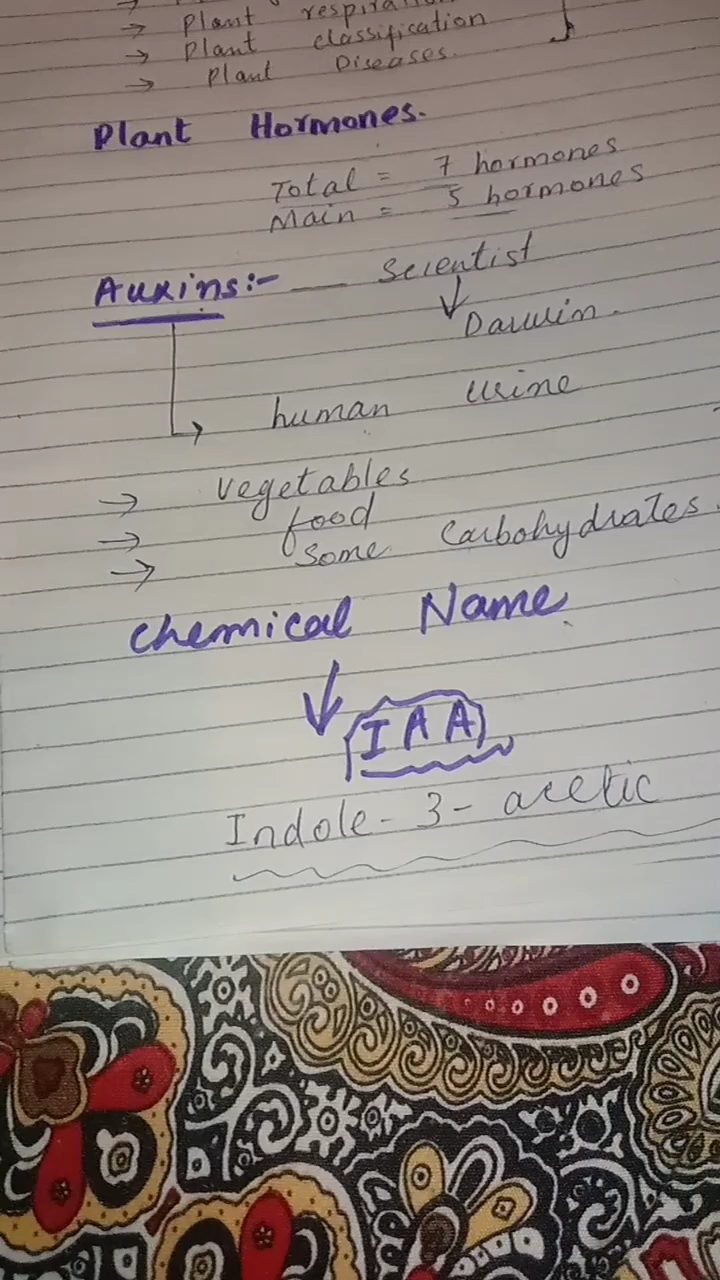 → Plant respiration
→ Plant classification
→ Plant Diseases.
Plant Hormones.
Total = 7 hormones
Main = 5 hormones
Auxins:- — Scientist
↓ Darwin.
→ human urine
→ vegetables
→ food
→ Some Carbohydrates.
Chemical Name
↓ IAA
Indole-3-acetic